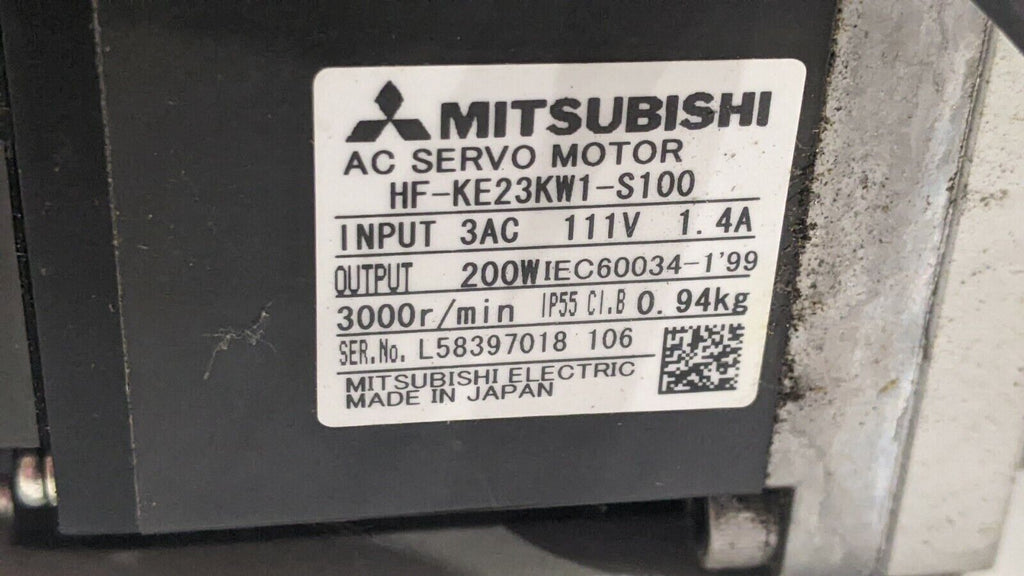 MITSUBISHI
AC SERVO MOTOR
HF-KE23KW1-S100
INPUT 3AC 111V 1.4A
OUTPUT 200W IEC60034-1'99
3000r/min IP55 CI.B 0.94kg
SER.No. L58397018 106
MITSUBISHI ELECTRIC
MADE IN JAPAN